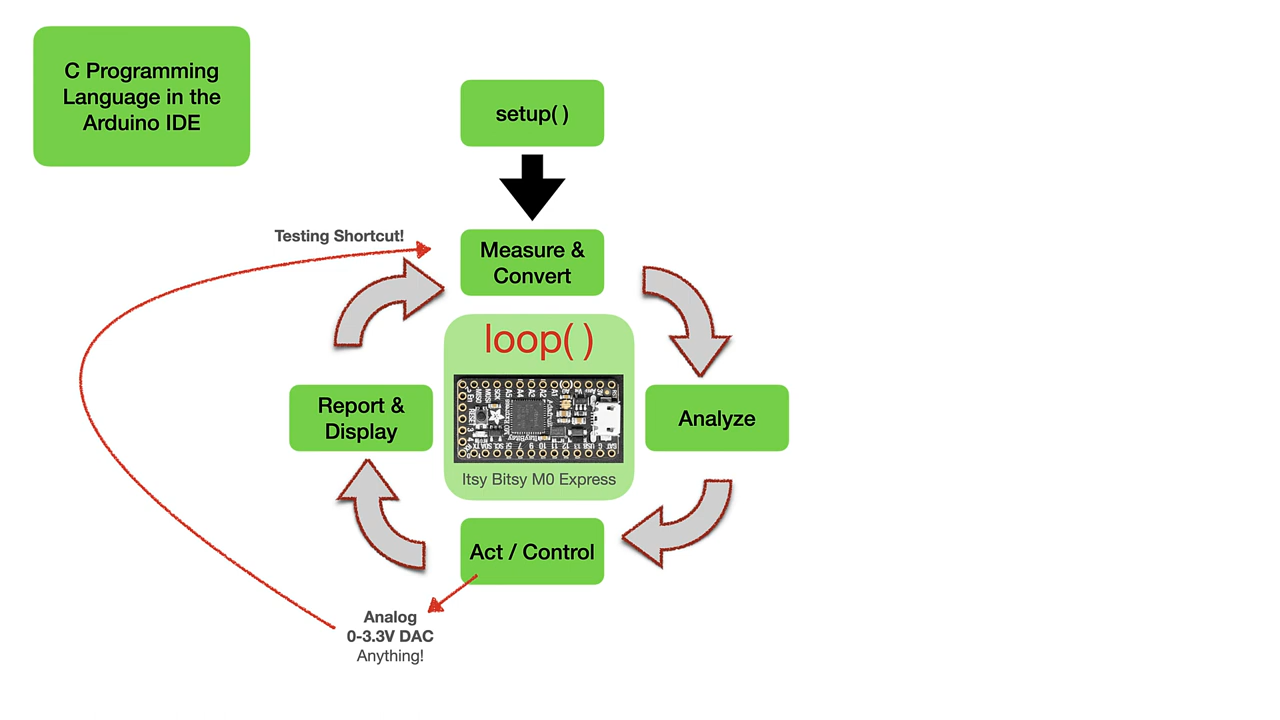 C Programming
Language in the
Arduino IDE
setup( )
Testing Shortcut!
Measure &
Convert
loop( )
Report &
Display
Analyze
Itsy Bitsy M0 Express
Act / Control
Analog
0-3.3V DAC
Anything!